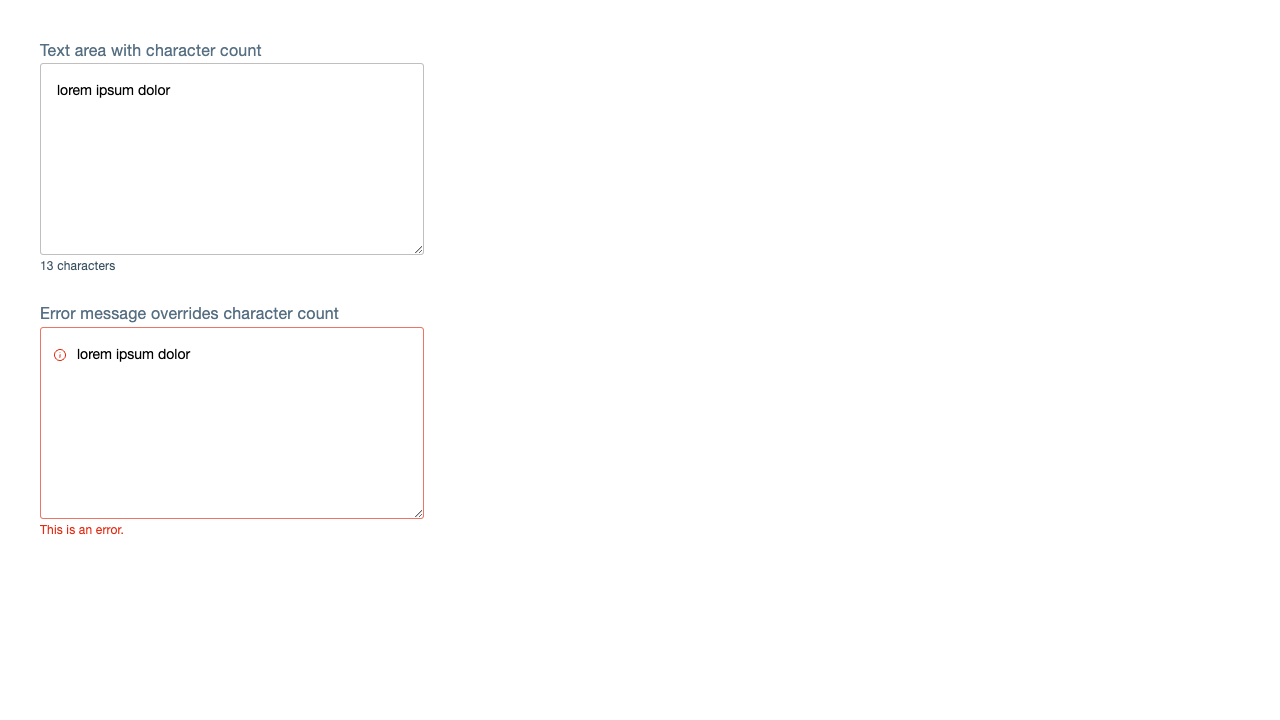 Text area with character count
lorem ipsum dolor
13 characters
Error message overrides character count
lorem ipsum dolor
This is an error.